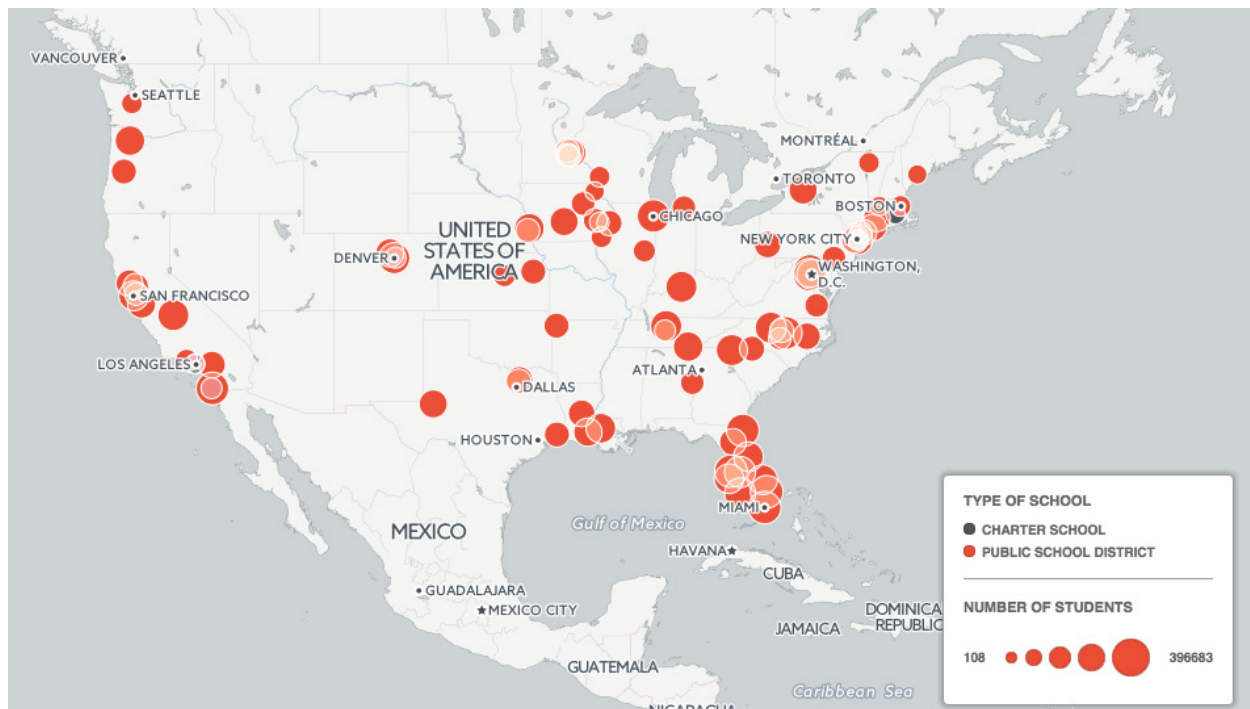 VANCOUVER
SEATTLE
MONTRÉAL
TORONTO
BOSTON
CHICAGO
UNITED
STATES OF
AMERICA
NEW YORK CITY
DENVER
WASHINGTON,
D.C.
SAN FRANCISCO
LOS ANGELES
ATLANTA
DALLAS
HOUSTON
MIAMI
Gulf of Mexico
MEXICO
HAVANA
CUBA
GUADALAJARA
MEXICO CITY
DOMINICA
REPUBLIC
JAMAICA
GUATEMALA
Caribbean Sea
NICARAGUA
TYPE OF SCHOOL
CHARTER SCHOOL
PUBLIC SCHOOL DISTRICT
NUMBER OF STUDENTS
108
396683